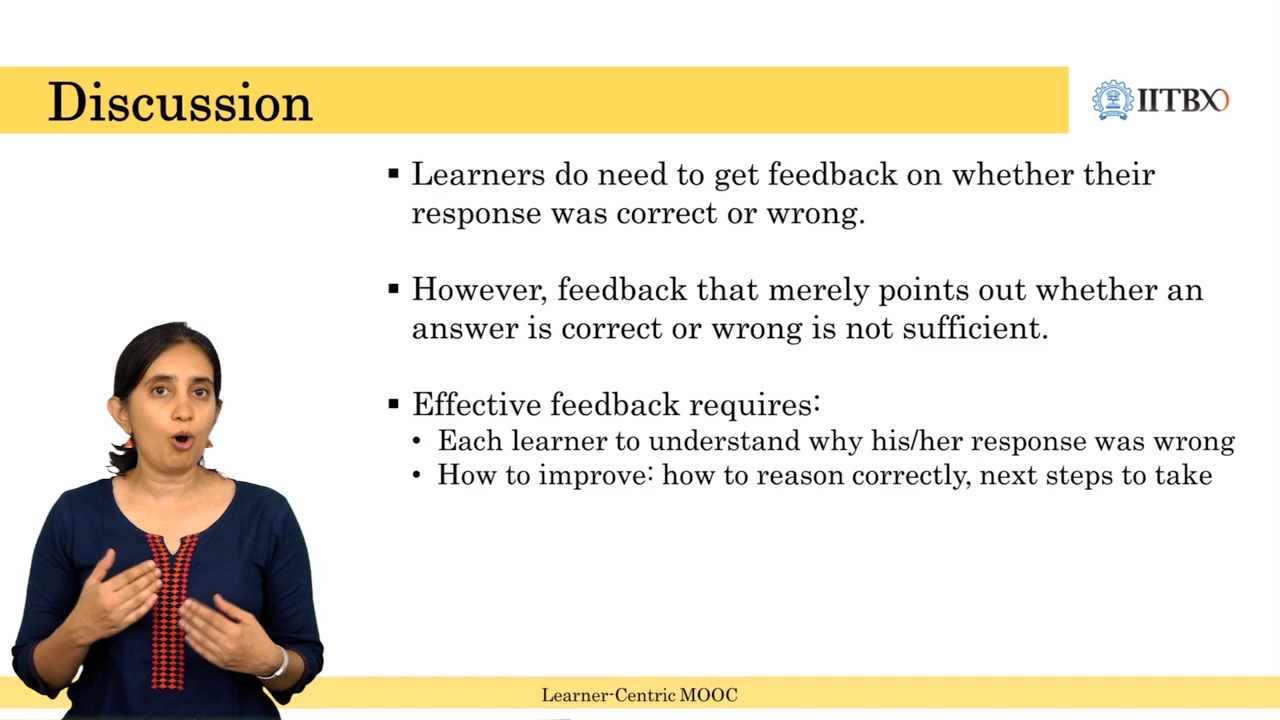 Discussion
IITBX
▪ Learners do need to get feedback on whether their
response was correct or wrong.
▪ However, feedback that merely points out whether an
answer is correct or wrong is not sufficient.
▪ Effective feedback requires:
• Each learner to understand why his/her response was wrong
• How to improve: how to reason correctly, next steps to take
Learner-Centric MOOC